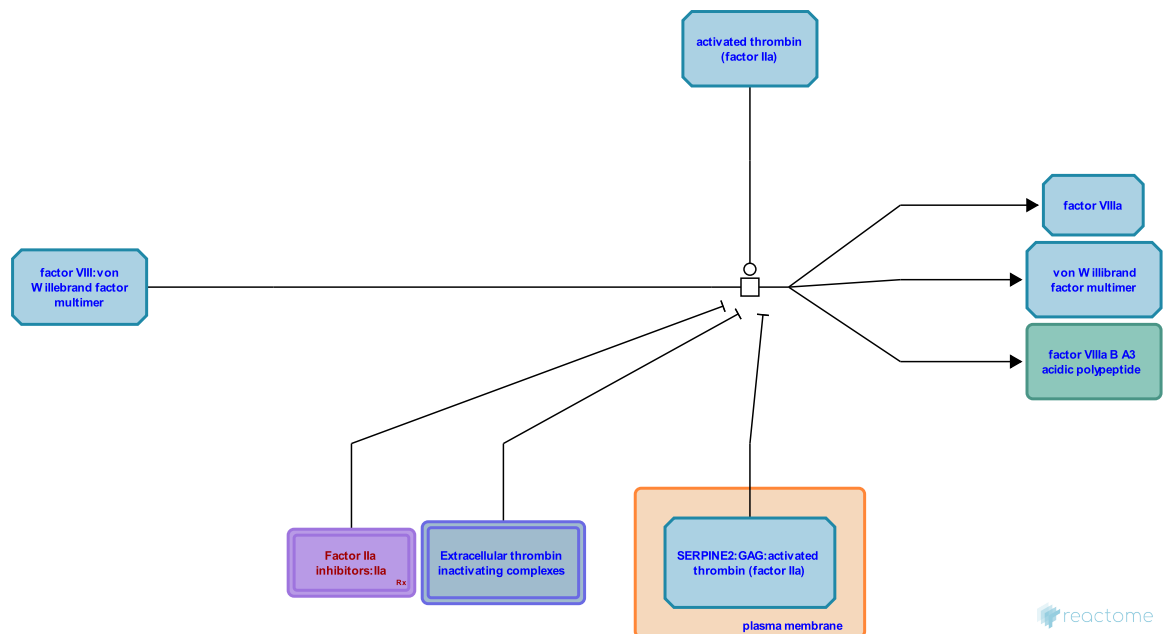 activated thrombin
(factor IIa)
factor VIIIa
factor VIII:von
Willebrand factor
multimer
von Willibrand
factor multimer
factor VIIIa B A3
acidic polypeptide
Factor IIa
inhibitors:IIa
Rx
Extracellular thrombin
inactivating complexes
SERPINE2:GAG:activated
thrombin (factor IIa)
plasma membrane
reactome